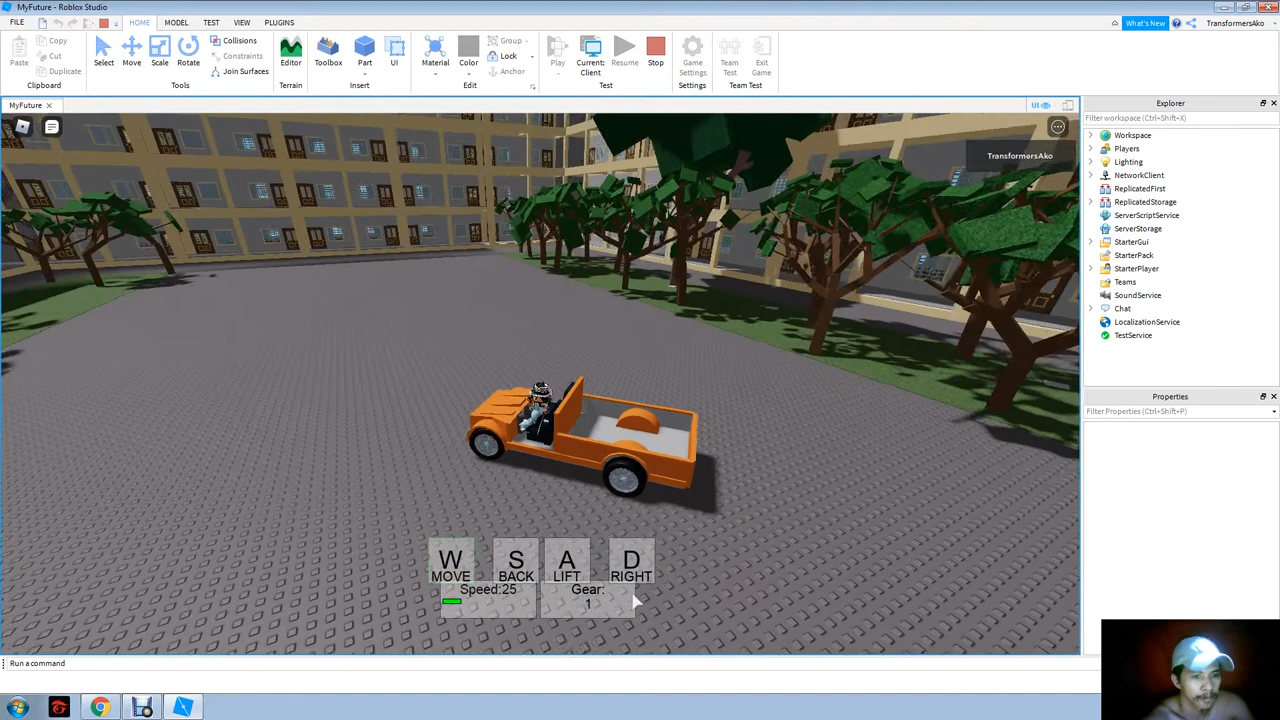 MyFuture - Roblox Studio
FILE HOME MODEL TEST VIEW PLUGINS
What's New TransformersAko
Paste
Copy
Cut
Duplicate
Clipboard
Select Move Scale Rotate
Collisions
Constraints
Join Surfaces
Tools
Editor
Terrain
Toolbox Part UI
Insert
Material Color
Group
Lock
Anchor
Edit
Play Current: Client Resume Stop
Test
Game Settings
Settings
Team Test Exit Game
Team Test
MyFuture
UI
TransformersAko
W
MOVE
S
BACK
A
LIFT
D
RIGHT
Speed:25
Gear:
1
Explorer
Filter workspace (Ctrl+Shift+X)
Workspace
Players
Lighting
NetworkClient
ReplicatedFirst
ReplicatedStorage
ServerScriptService
ServerStorage
StarterGui
StarterPack
StarterPlayer
Teams
SoundService
Chat
LocalizationService
TestService
Properties
Filter Properties (Ctrl+Shift+P)
Run a command